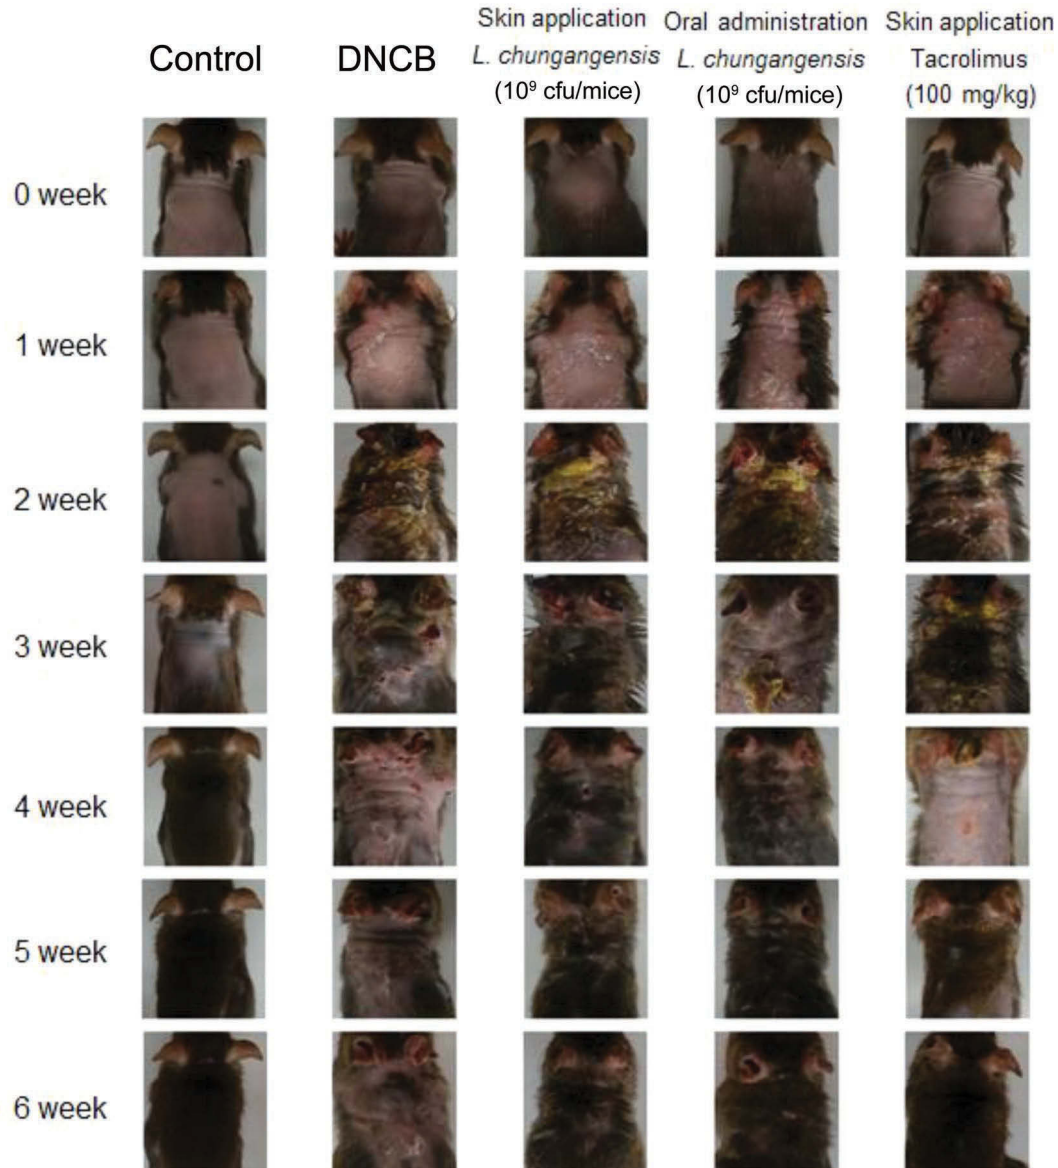 Control
DNCB
Skin application
L. chungangensis
(10⁹ cfu/mice)
Oral administration
L. chungangensis
(10⁹ cfu/mice)
Skin application
Tacrolimus
(100 mg/kg)
0 week
1 week
2 week
3 week
4 week
5 week
6 week